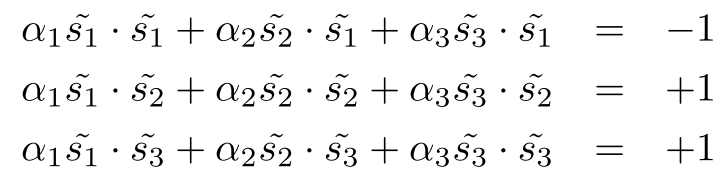 α₁s̃₁ · s̃₁ + α₂s̃₂ · s̃₁ + α₃s̃₃ · s̃₁ = −1
α₁s̃₁ · s̃₂ + α₂s̃₂ · s̃₂ + α₃s̃₃ · s̃₂ = +1
α₁s̃₁ · s̃₃ + α₂s̃₂ · s̃₃ + α₃s̃₃ · s̃₃ = +1